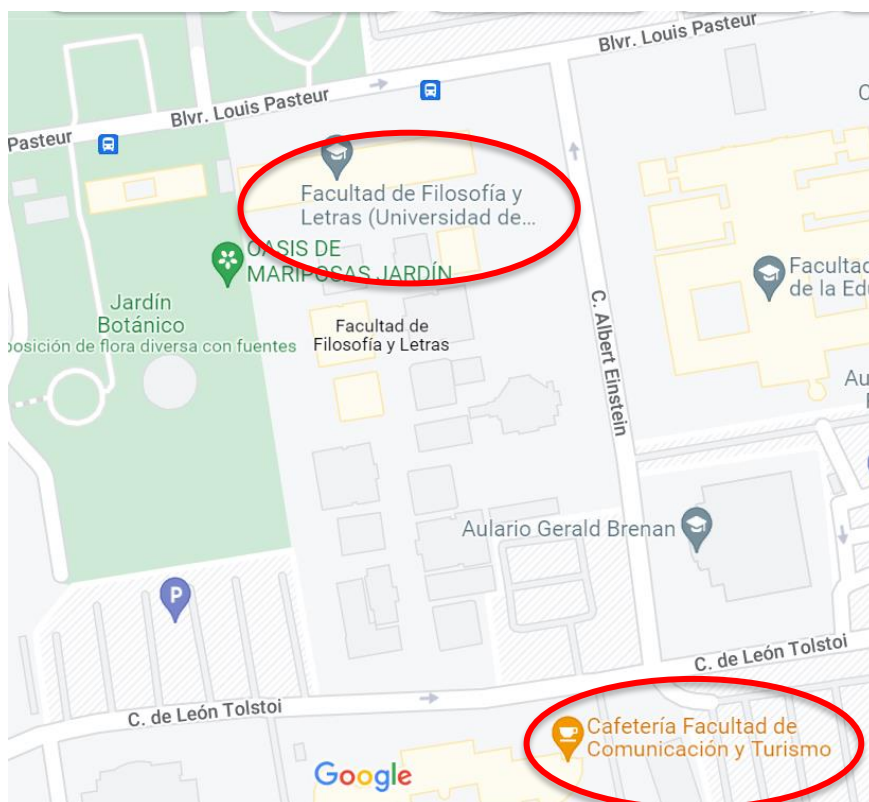 Blvr. Louis Pasteur
Blvr. Louis Pasteur
Pasteur
Facultad de Filosofía y
Letras (Universidad de...
OASIS DE
MARIPOSAS JARDÍN
Facultad
de la Edu
Jardín
Botánico
posición de flora diversa con fuentes
Facultad de
Filosofía y Letras
C. Albert Einstein
Au
Aulario Gerald Brenan
P
C. de León Tolstoi
C. de León Tolstoi
Cafetería Facultad de
Comunicación y Turismo
Google